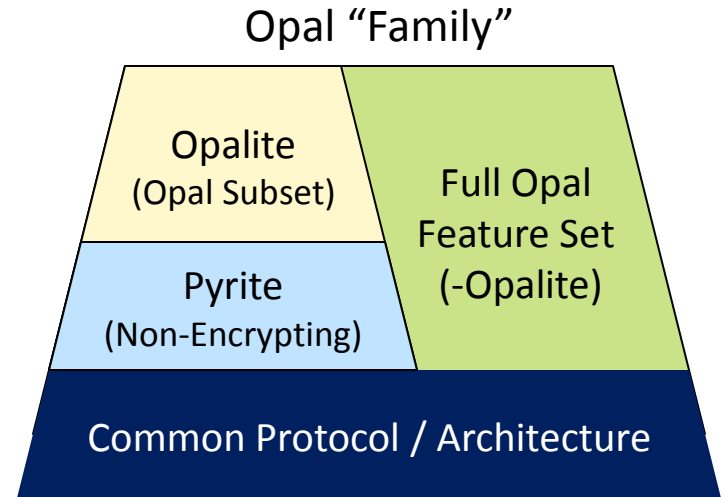 Opal “Family”
Opalite
(Opal Subset)
Full Opal
Feature Set
(-Opalite)
Pyrite
(Non-Encrypting)
Common Protocol / Architecture